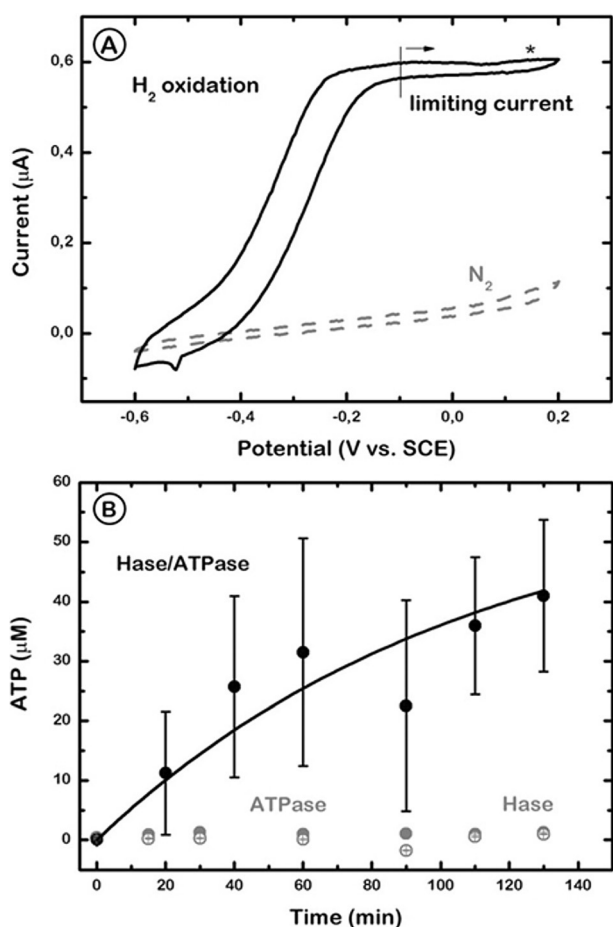 A
H₂ oxidation
*
limiting current
N₂
0,6
0,4
0,2
0,0
Current (µA)
-0,6 -0,4 -0,2 0,0 0,2
Potential (V vs. SCE)
B
Hase/ATPase
ATPase Hase
60
50
40
30
20
10
0
ATP (µM)
0 20 40 60 80 100 120 140
Time (min)